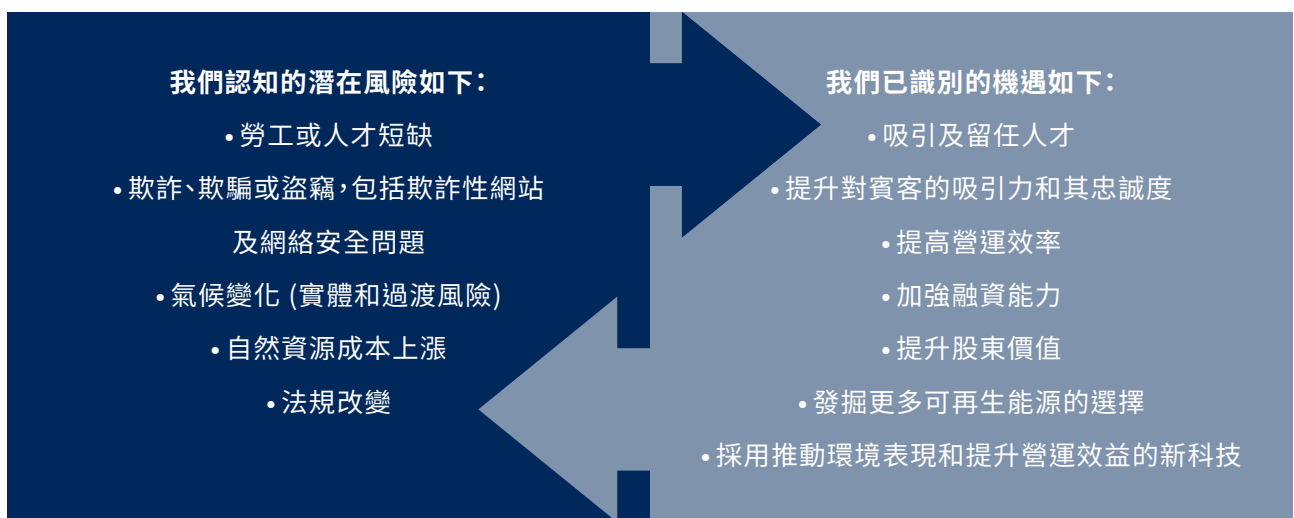 我們認知的潛在風險如下：
•勞工或人才短缺
•欺詐、欺騙或盜竊，包括欺詐性網站
及網絡安全問題
•氣候變化 (實體和過渡風險)
•自然資源成本上漲
•法規改變
我們已識別的機遇如下：
•吸引及留任人才
•提升對賓客的吸引力和其忠誠度
•提高營運效率
•加強融資能力
•提升股東價值
•發掘更多可再生能源的選擇
•採用推動環境表現和提升營運效益的新科技